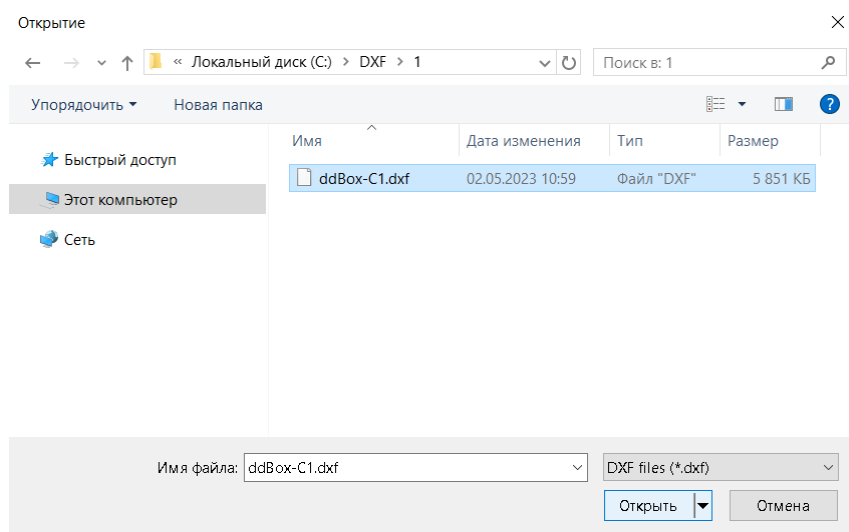 Открытие
« Локальный диск (C:) > DXF > 1
Поиск в: 1
Упорядочить Новая папка ?
Имя Дата изменения Тип Размер
Быстрый доступ
ddBox-C1.dxf 02.05.2023 10:59 Файл "DXF" 5 851 КБ
Этот компьютер
Сеть
Имя файла: ddBox-C1.dxf DXF files (*.dxf)
Открыть Отмена